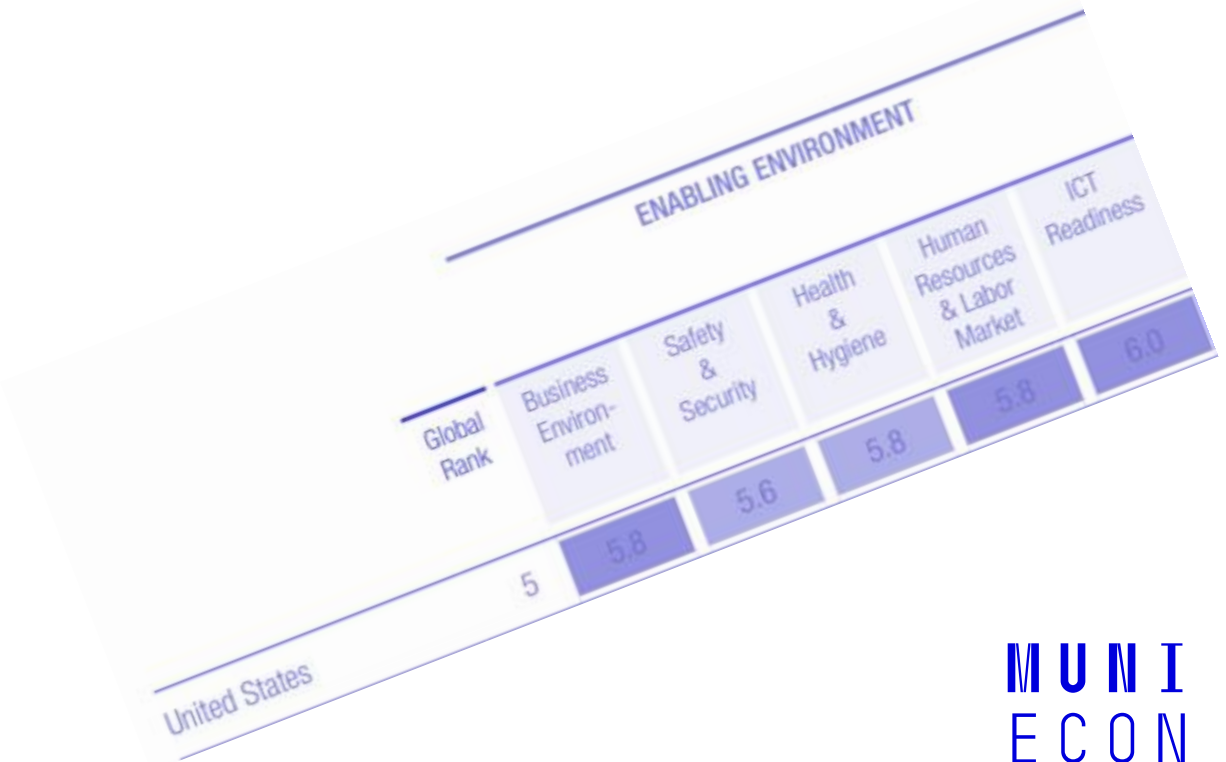 ENABLING ENVIRONMENT
Global
Rank
Business
Environ-
ment
Safety
&
Security
Health
&
Hygiene
Human
Resources
& Labor
Market
ICT
Readiness
United States 5 5.8 5.6 5.8 5.8 6.0
MUNI
ECON